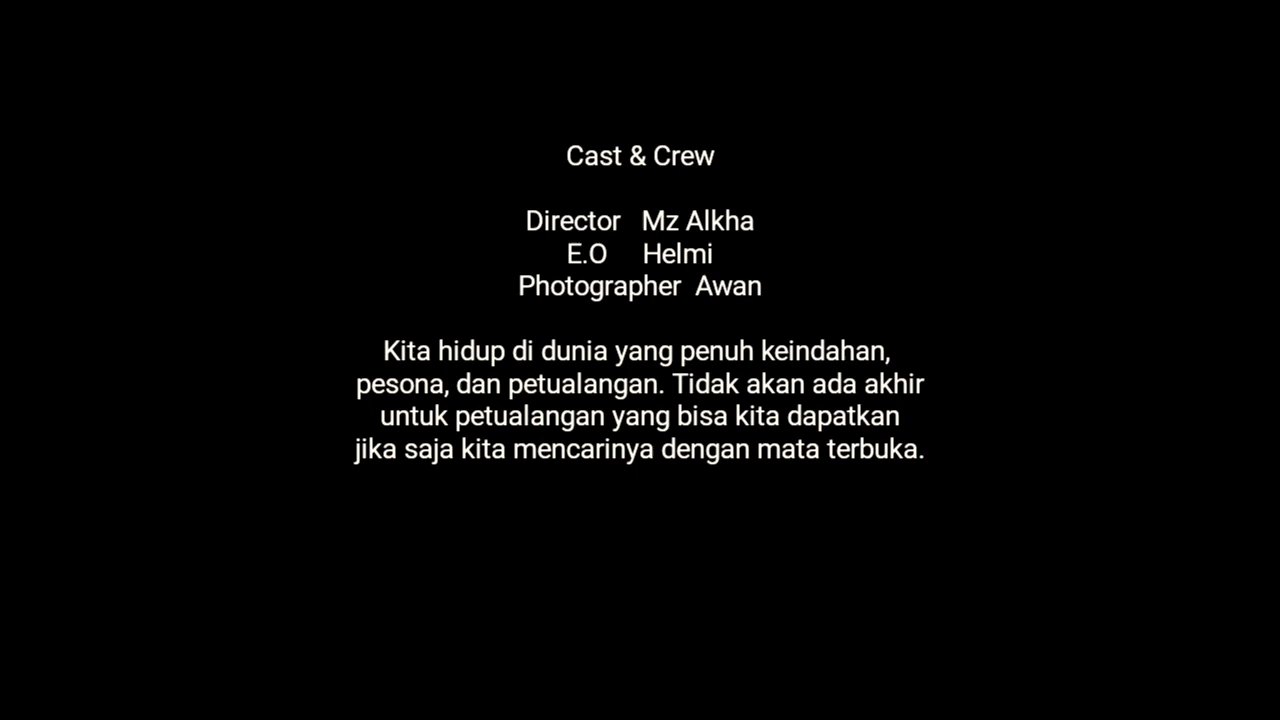 Cast & Crew
Director Mz Alkha
E.O Helmi
Photographer Awan
Kita hidup di dunia yang penuh keindahan,
pesona, dan petualangan. Tidak akan ada akhir
untuk petualangan yang bisa kita dapatkan
jika saja kita mencarinya dengan mata terbuka.